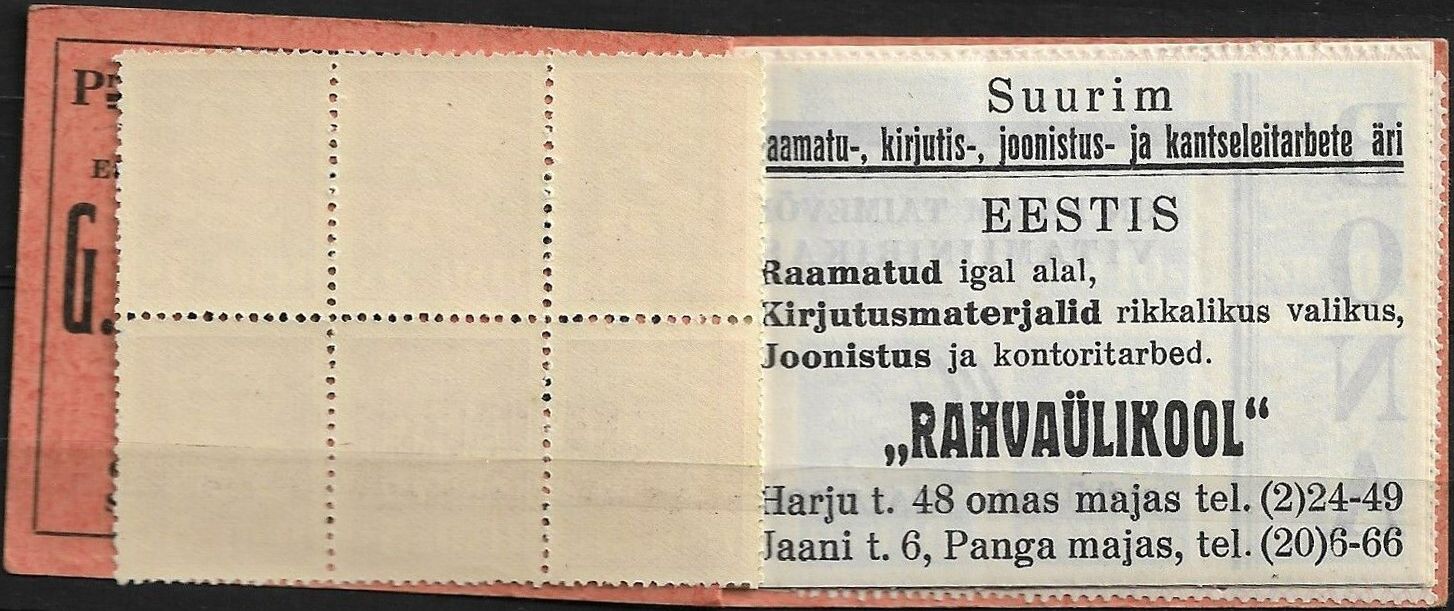 Suurim
aamatu-, kirjutis-, joonistus- ja kantseleitarbete äri
EESTIS
Raamatud igal alal,
Kirjutusmaterjalid rikkalikus valikus,
Joonistus ja kontoritarbed.
„RAHVAÜLIKOOL“
Harju t. 48 omas majas tel. (2)24-49
Jaani t. 6, Panga majas, tel. (20)6-66
G.